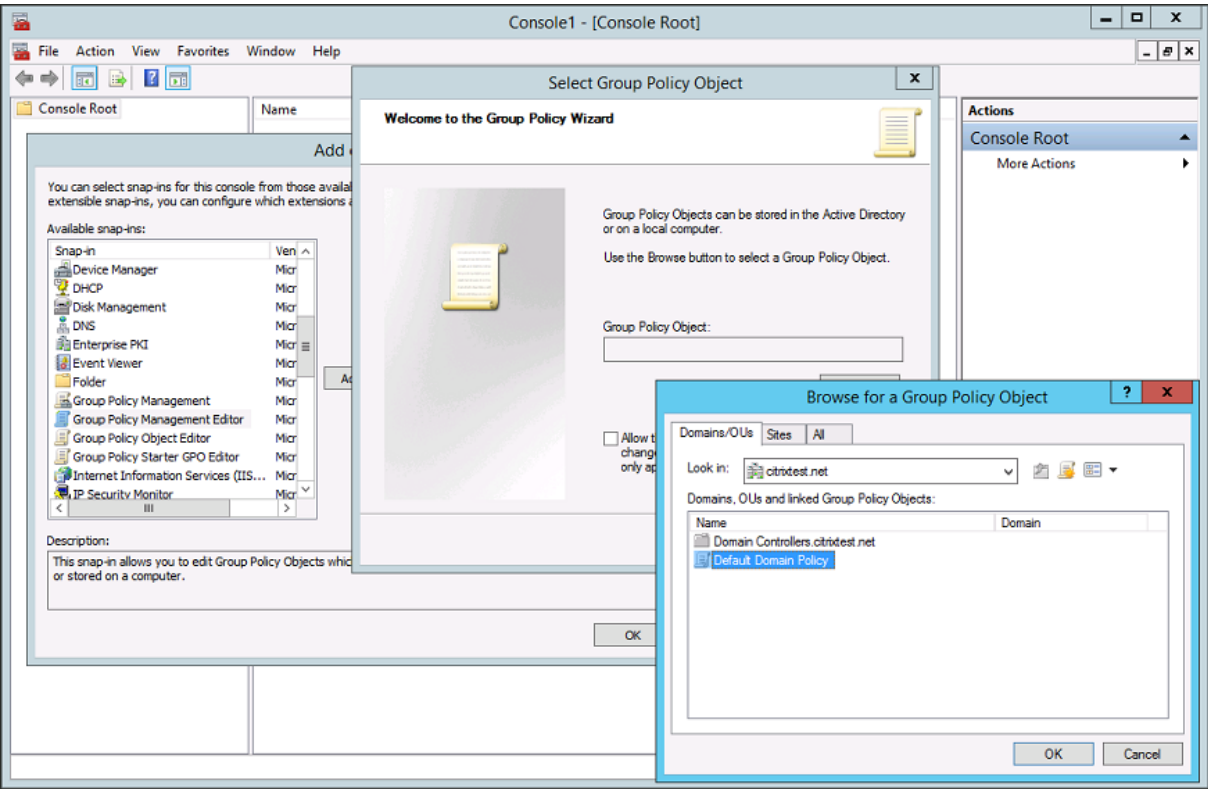 Console1 - [Console Root]
File Action View Favorites Window Help
Console Root
Name
Actions
Console Root
More Actions
Add
You can select snap-ins for this console from those availal
extensible snap-ins, you can configure which extensions a
Available snap-ins:
Snap-in Ven
Device Manager Micr
DHCP Micr
Disk Management Micr
DNS Micr
Enterprise PKI Micr
Event Viewer Micr
Folder Micr
Group Policy Management Micr
Group Policy Management Editor Micr
Group Policy Object Editor Micr
Group Policy Starter GPO Editor Micr
Internet Information Services (IIS... Micr
IP Security Monitor Micr
Description:
This snap-in allows you to edit Group Policy Objects whic
or stored on a computer.
OK
Select Group Policy Object
Welcome to the Group Policy Wizard
Group Policy Objects can be stored in the Active Directory
or on a local computer.
Use the Browse button to select a Group Policy Object.
Group Policy Object:
Allow t
change
only ap
Browse for a Group Policy Object
Domains/OUs Sites All
Look in: citrixtest.net
Domains, OUs and linked Group Policy Objects:
Name Domain
Domain Controllers.citrixtest.net
Default Domain Policy
OK Cancel